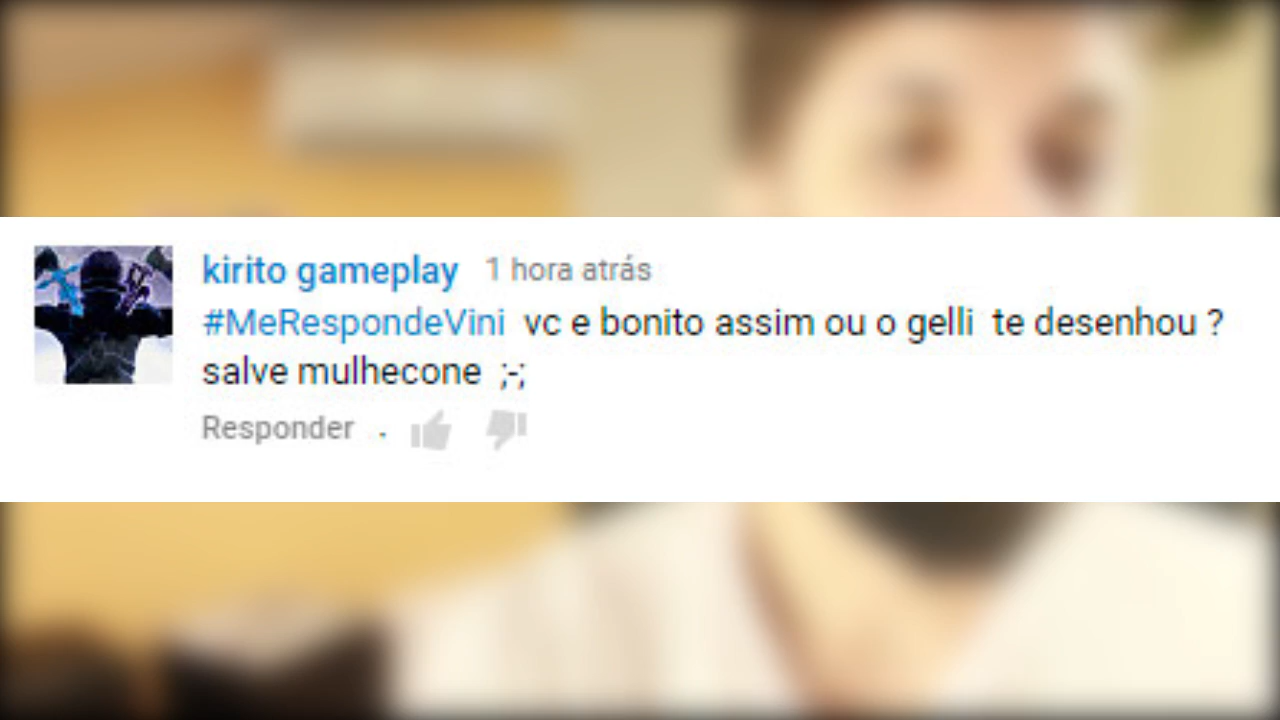 kirito gameplay 1 hora atrás
#MeRespondeVini vc e bonito assim ou o gelli te desenhou ?
salve mulhecone ;-;
Responder .